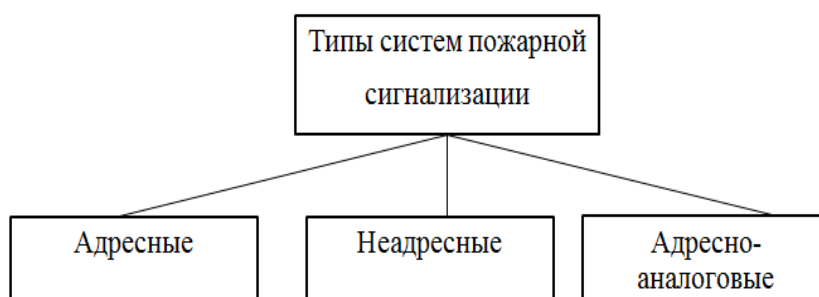 Типы систем пожарной
сигнализации
Адресные
Неадресные
Адресно-
аналоговые